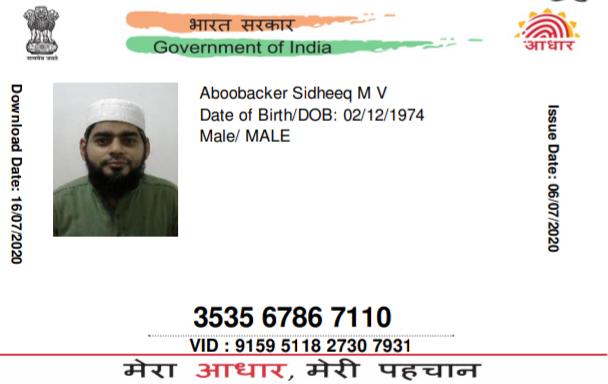 भारत सरकार
Government of India
सत्यमेव जयते
आधार
Download Date: 16/07/2020
Aboobacker Sidheeq M V
Date of Birth/DOB: 02/12/1974
Male/ MALE
Issue Date: 06/07/2020
3535 6786 7110
VID : 9159 5118 2730 7931
मेरा आधार, मेरी पहचान